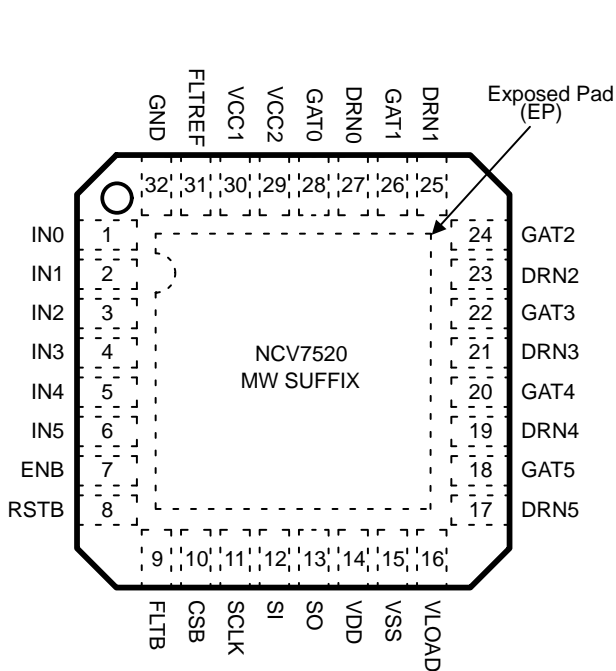 GND
FLTREF
VCC1
VCC2
GAT0
DRN0
GAT1
DRN1
Exposed Pad
(EP)
32 31 30 29 28 27 26 25
IN0 1
IN1 2
IN2 3
IN3 4
IN4 5
IN5 6
ENB 7
RSTB 8
NCV7520
MW SUFFIX
24 GAT2
23 DRN2
22 GAT3
21 DRN3
20 GAT4
19 DRN4
18 GAT5
17 DRN5
9 10 11 12 13 14 15 16
FLTB
CSB
SCLK
SI
SO
VDD
VSS
VLOAD